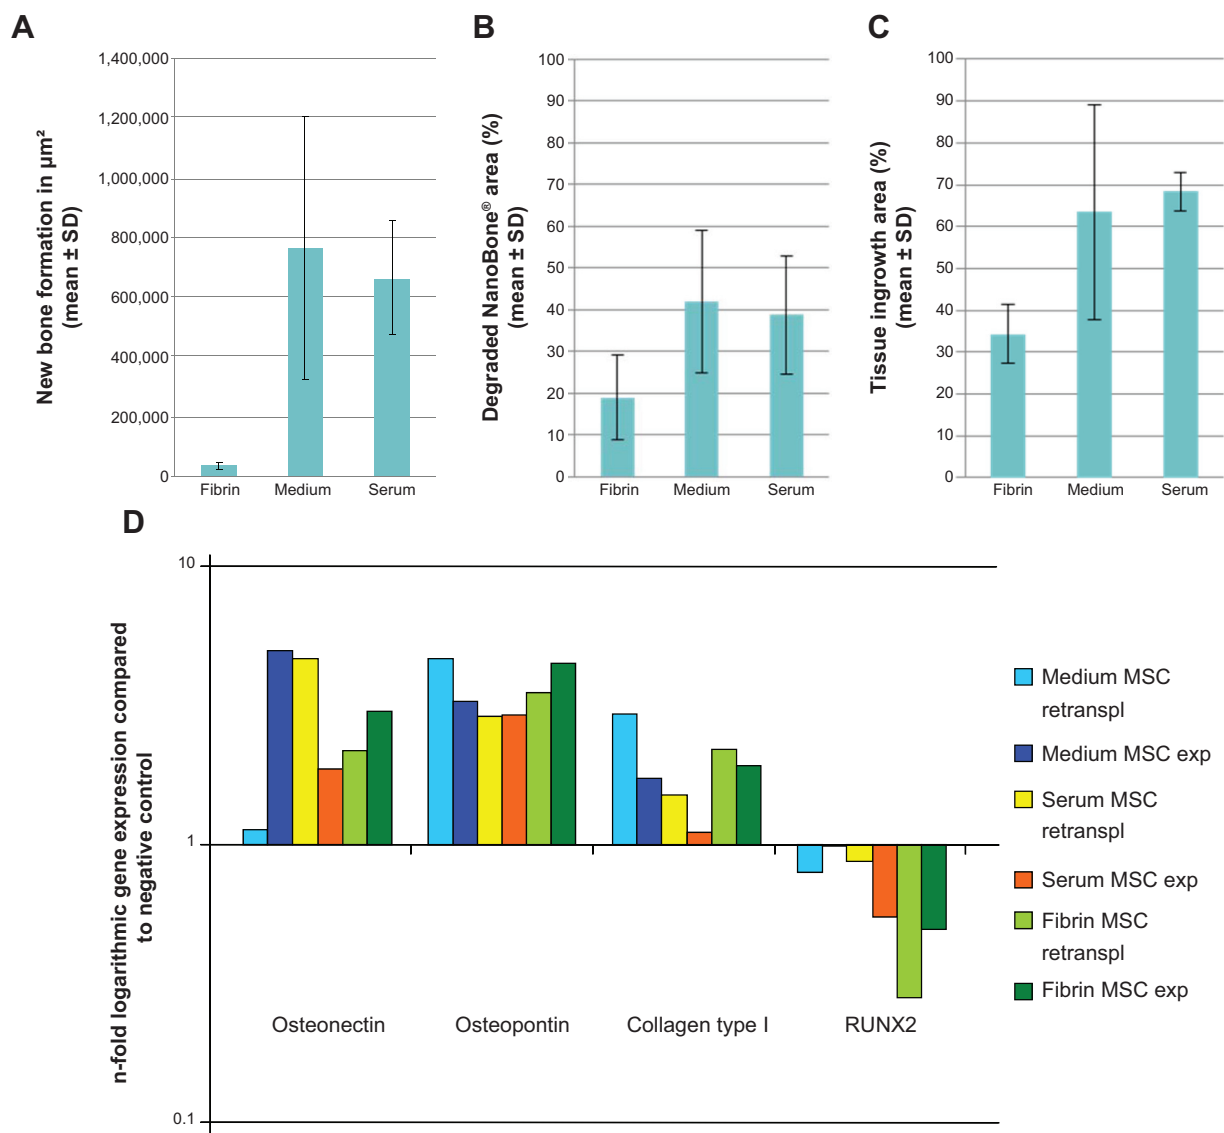 A
New bone formation in µm²
(mean ± SD)
1,400,000
1,200,000
1,000,000
800,000
600,000
400,000
200,000
0
Fibrin Medium Serum
B
Degraded NanoBone® area (%)
(mean ± SD)
100
90
80
70
60
50
40
30
20
10
0
Fibrin Medium Serum
C
Tissue ingrowth area (%)
(mean ± SD)
100
90
80
70
60
50
40
30
20
10
0
Fibrin Medium Serum
D
n-fold logarithmic gene expression compared
to negative control
10
1
0.1
Osteonectin Osteopontin Collagen type I RUNX2
Medium MSC
retranspl
Medium MSC exp
Serum MSC
retranspl
Serum MSC exp
Fibrin MSC
retranspl
Fibrin MSC exp